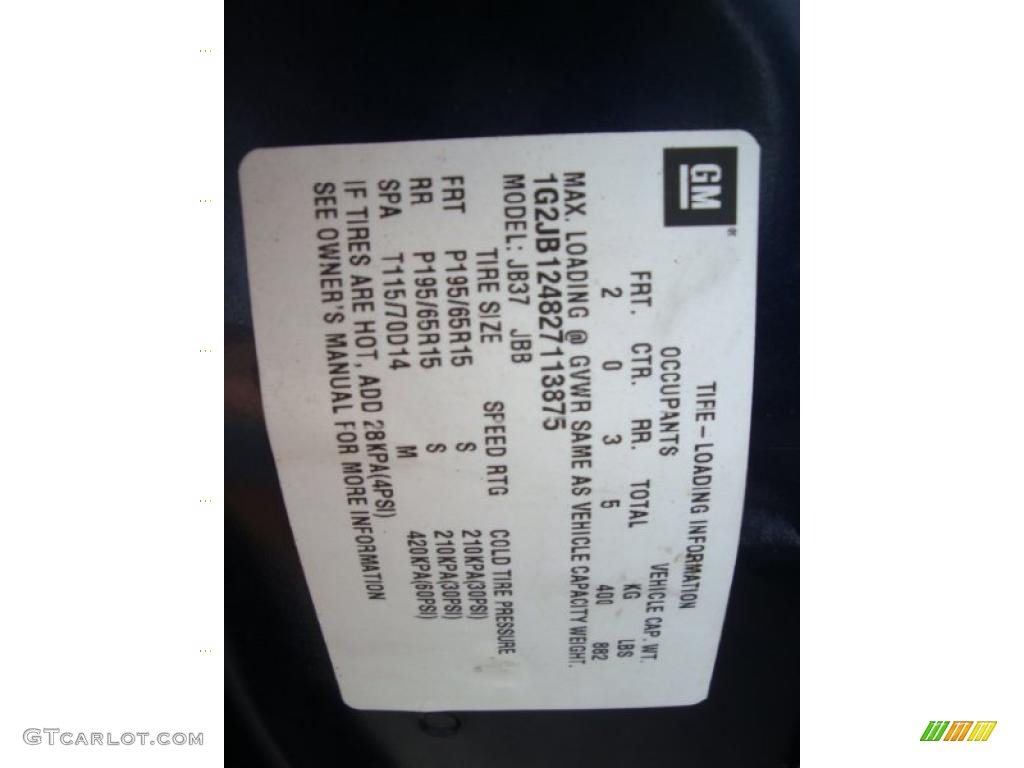 GM
TIRE-LOADING INFORMATION
OCCUPANTS VEHICLE CAP. WT.
FRT. CTR. RR. TOTAL KG LBS
2 0 3 5 400 882
MAX. LOADING @ GVWR SAME AS VEHICLE CAPACITY WEIGHT.
1G2JB124827113875
MODEL: JB37 JBB
TIRE SIZE SPEED RTG COLD TIRE PRESSURE
FRT P195/65R15 S 210KPA(30PSI)
RR P195/65R15 S 210KPA(30PSI)
SPA T115/70D14 M 420KPA(60PSI)
IF TIRES ARE HOT, ADD 28KPA(4PSI)
SEE OWNER'S MANUAL FOR MORE INFORMATION
GTCARLOT.COM